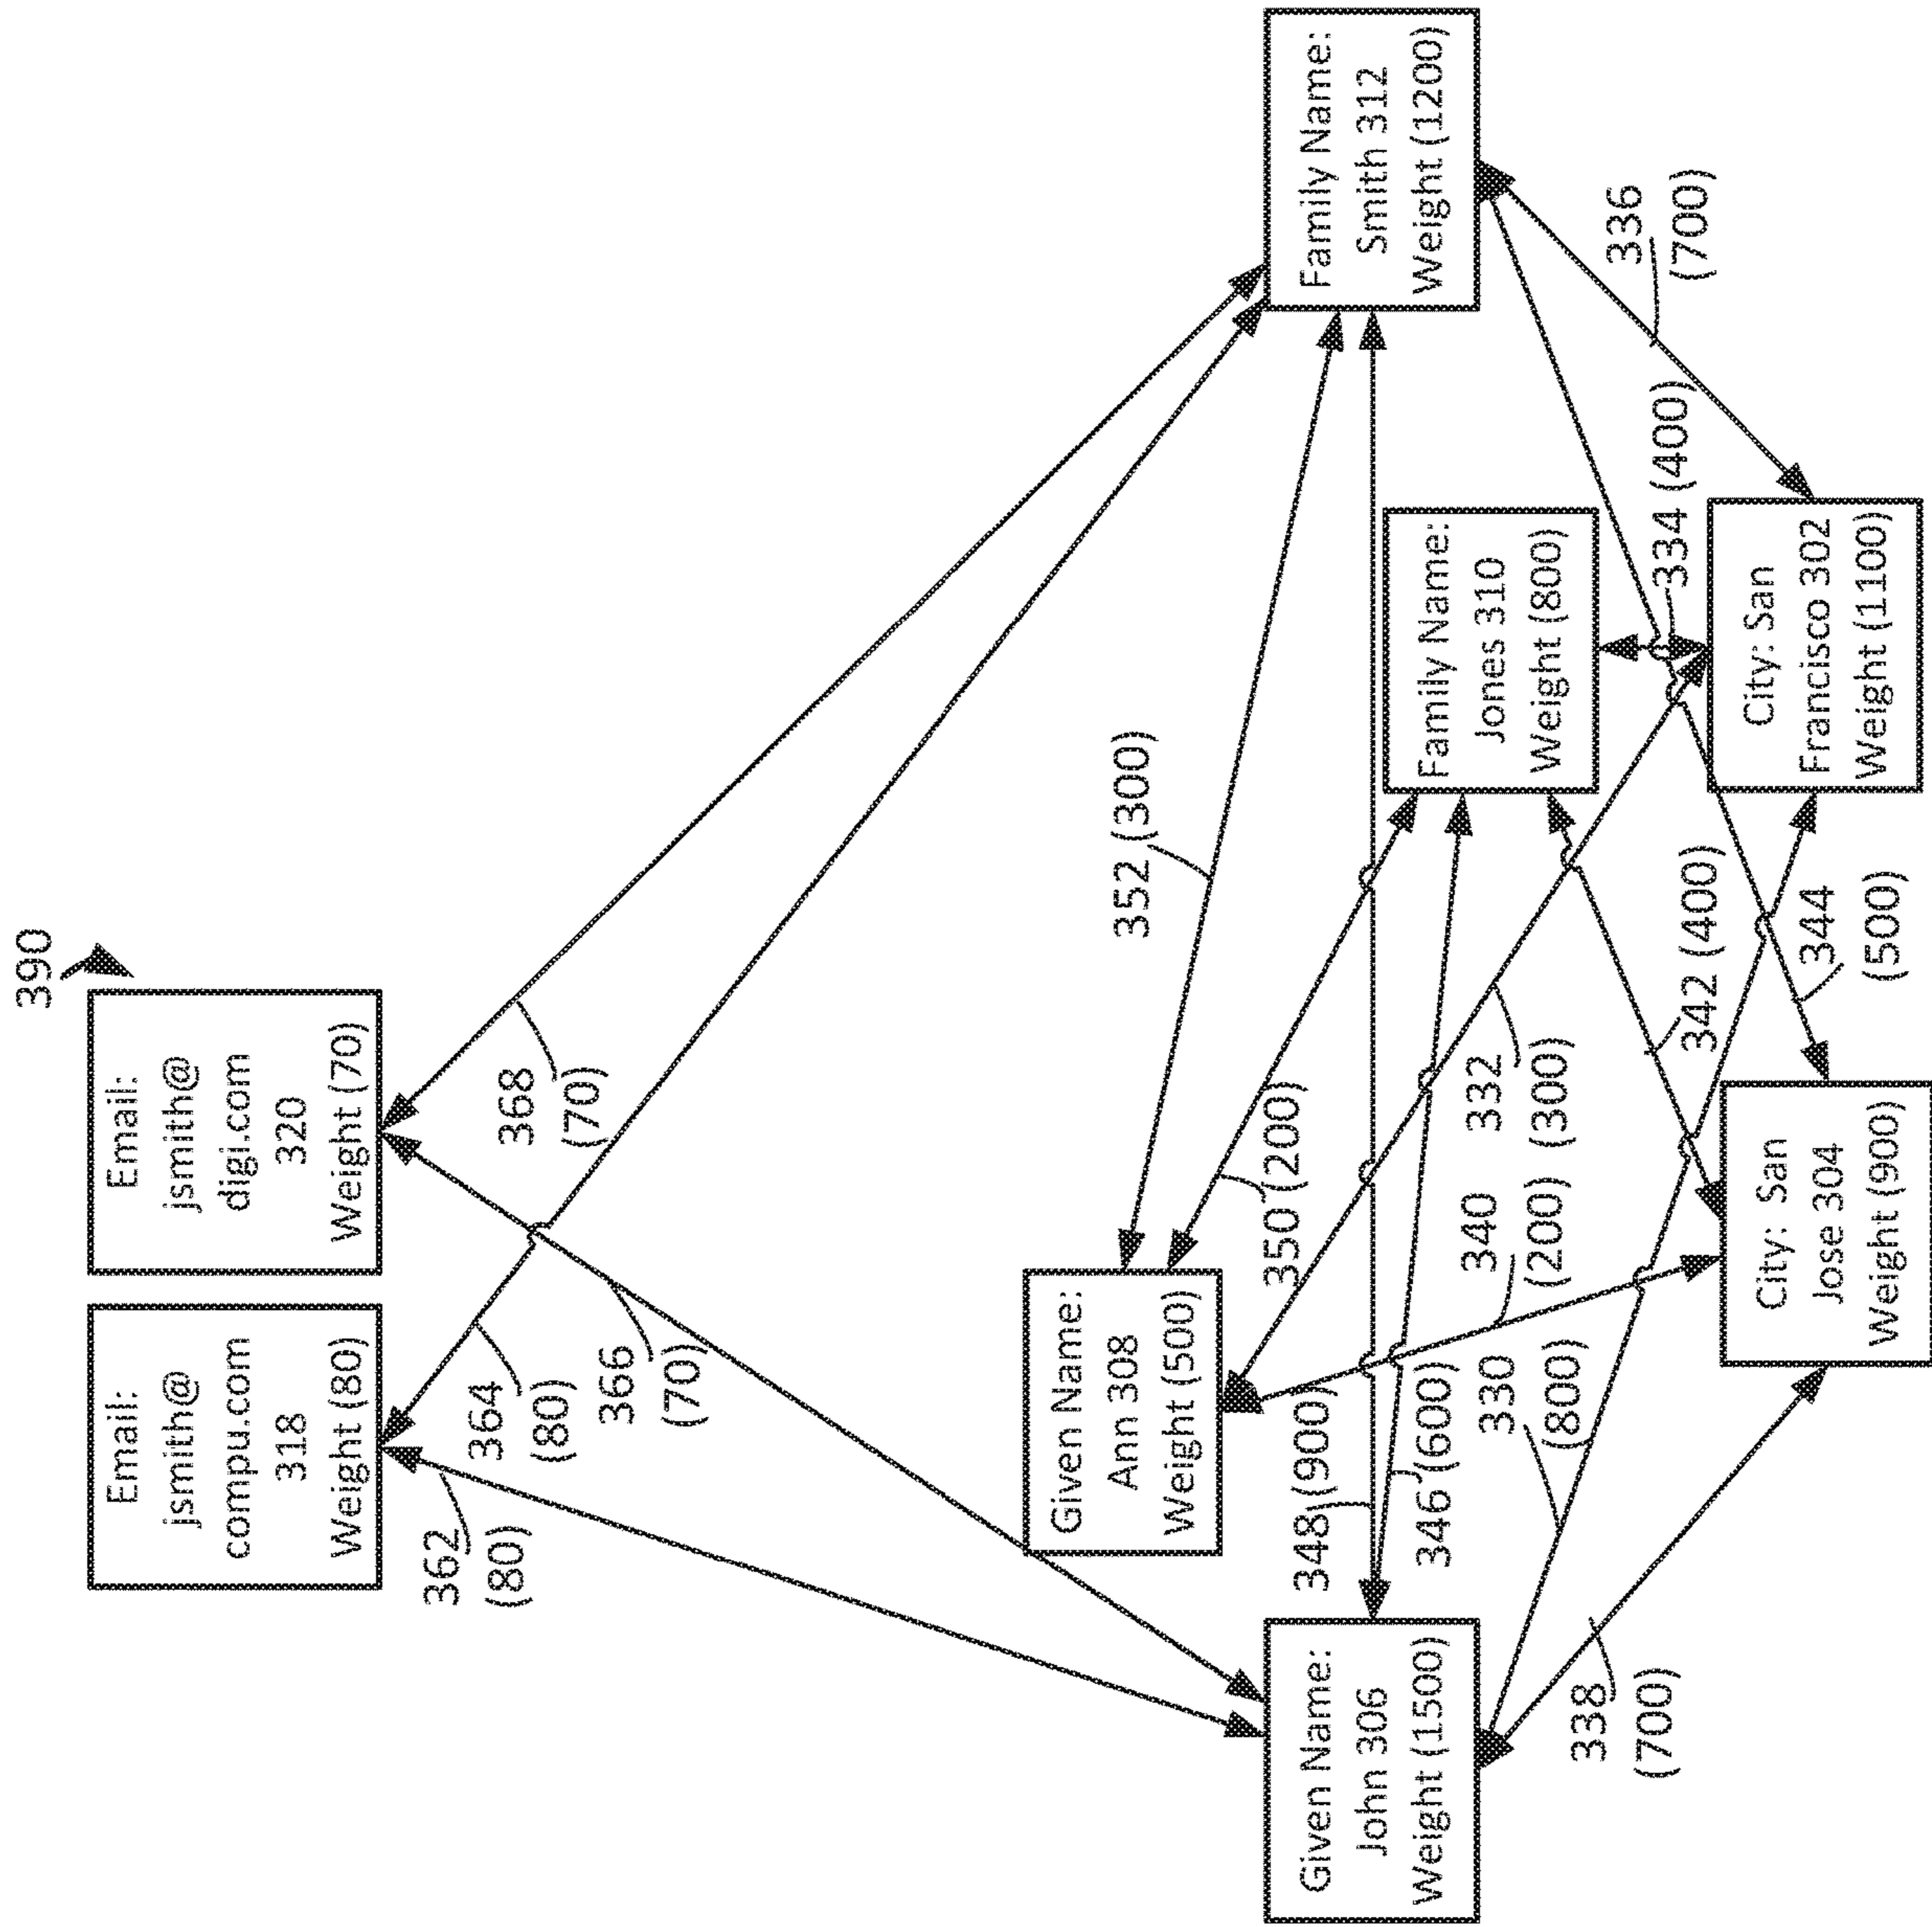 390
Email:
jsmith@
compu.com
318
Weight (80)
Email:
jsmith@
digi.com
320
Weight (70)
362
(80)
364
(80)
366
(70)
368
(70)
Given Name:
Ann 308
Weight (500)
352 (300)
350 (200)
Given Name:
John 306
Weight (1500)
348 (900)
346 (600)
340
(200)
332
(300)
330
(800)
338
(700)
Family Name:
Smith 312
Weight (1200)
Family Name:
Jones 310
Weight (800)
336
(700)
334 (400)
342 (400)
344
(500)
City: San
Jose 304
Weight (900)
City: San
Francisco 302
Weight (1100)